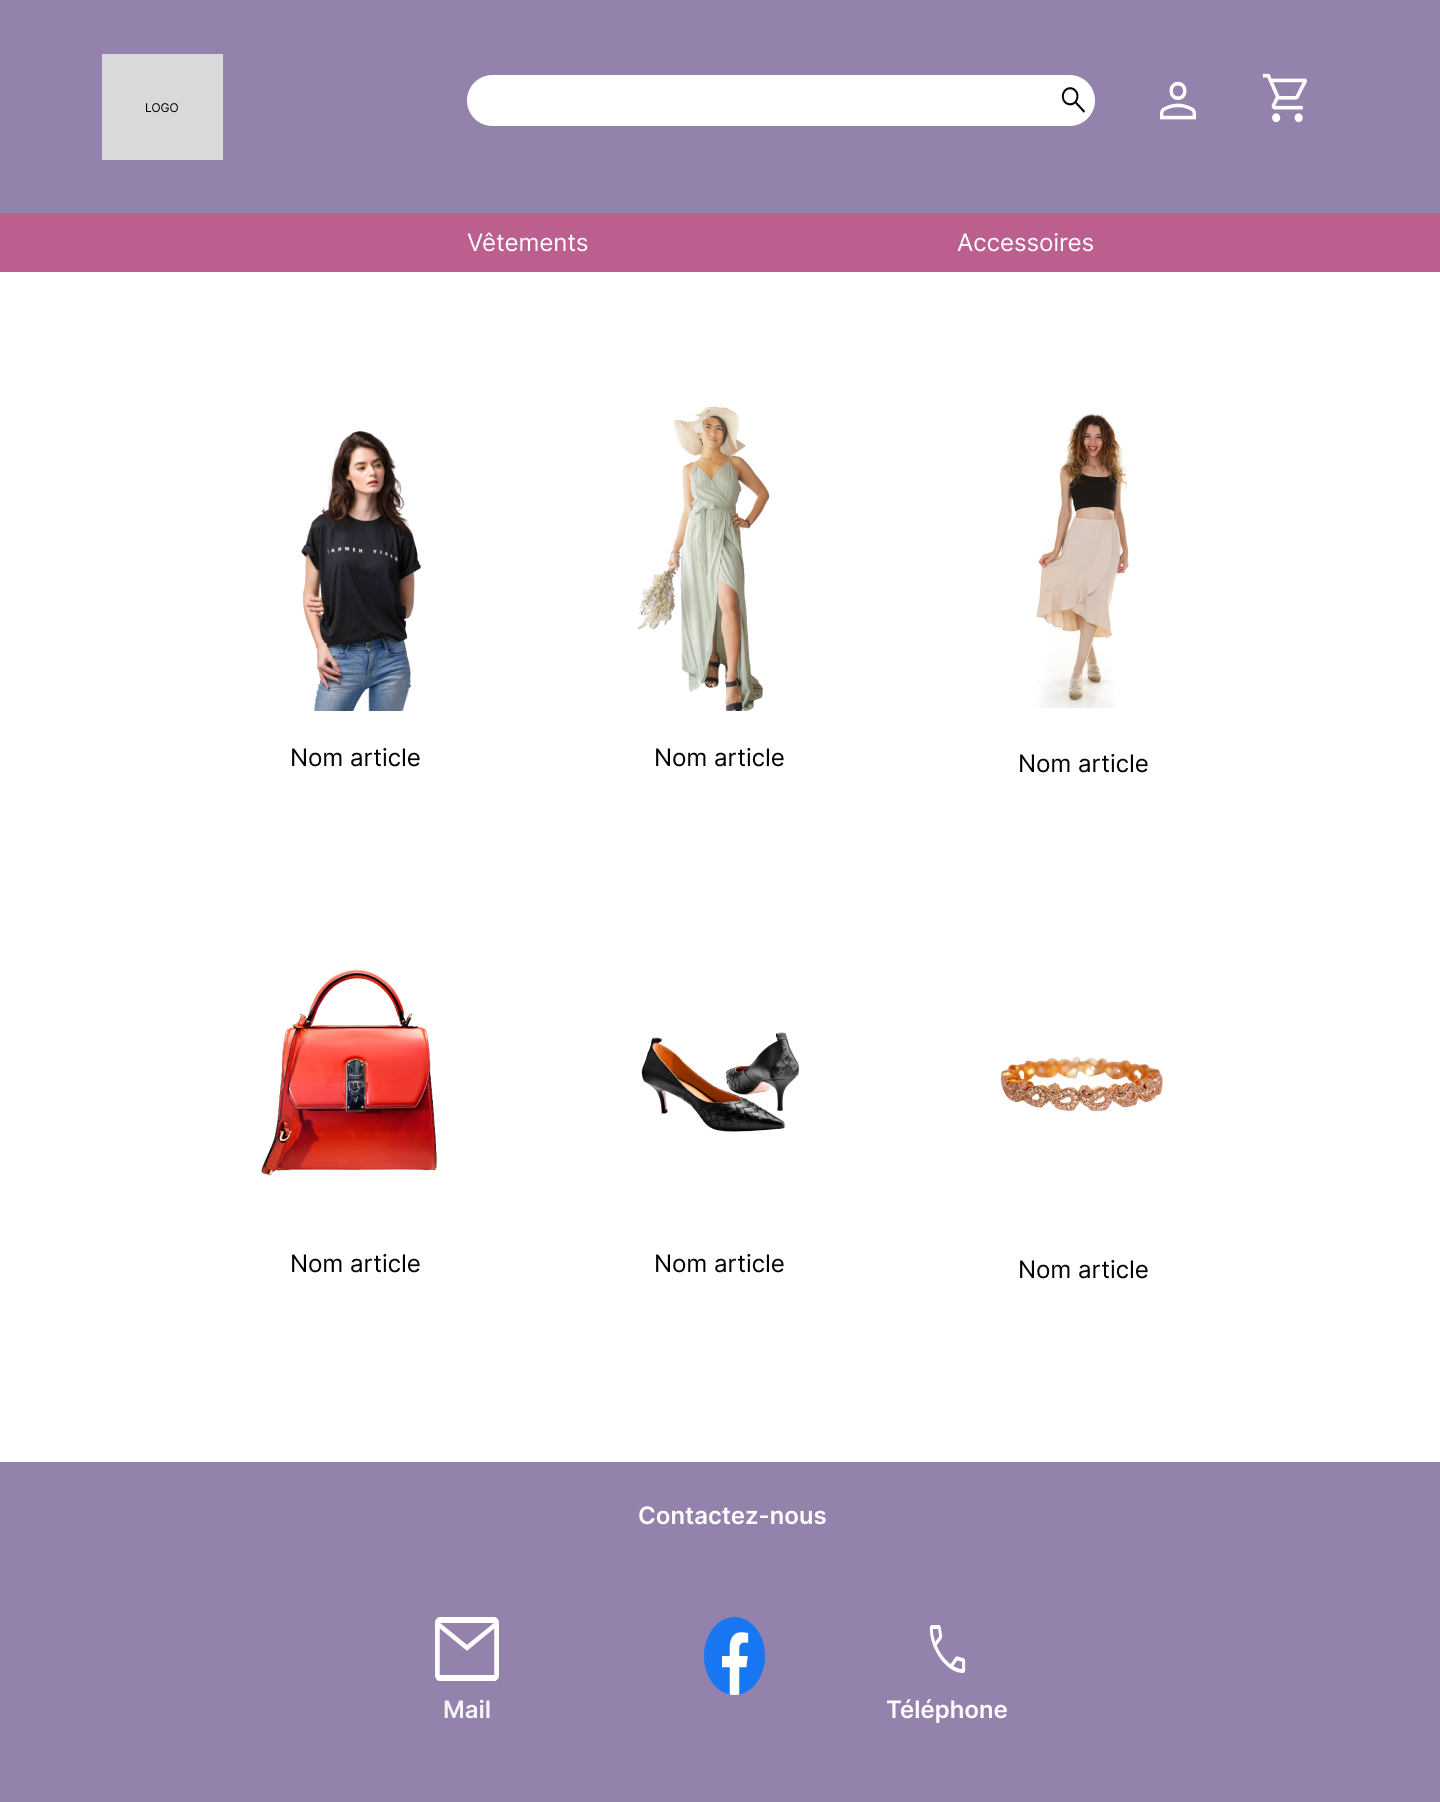 LOGO
Vêtements
Accessoires
Nom article
Nom article
Nom article
Nom article
Nom article
Nom article
Contactez-nous
Mail
Téléphone